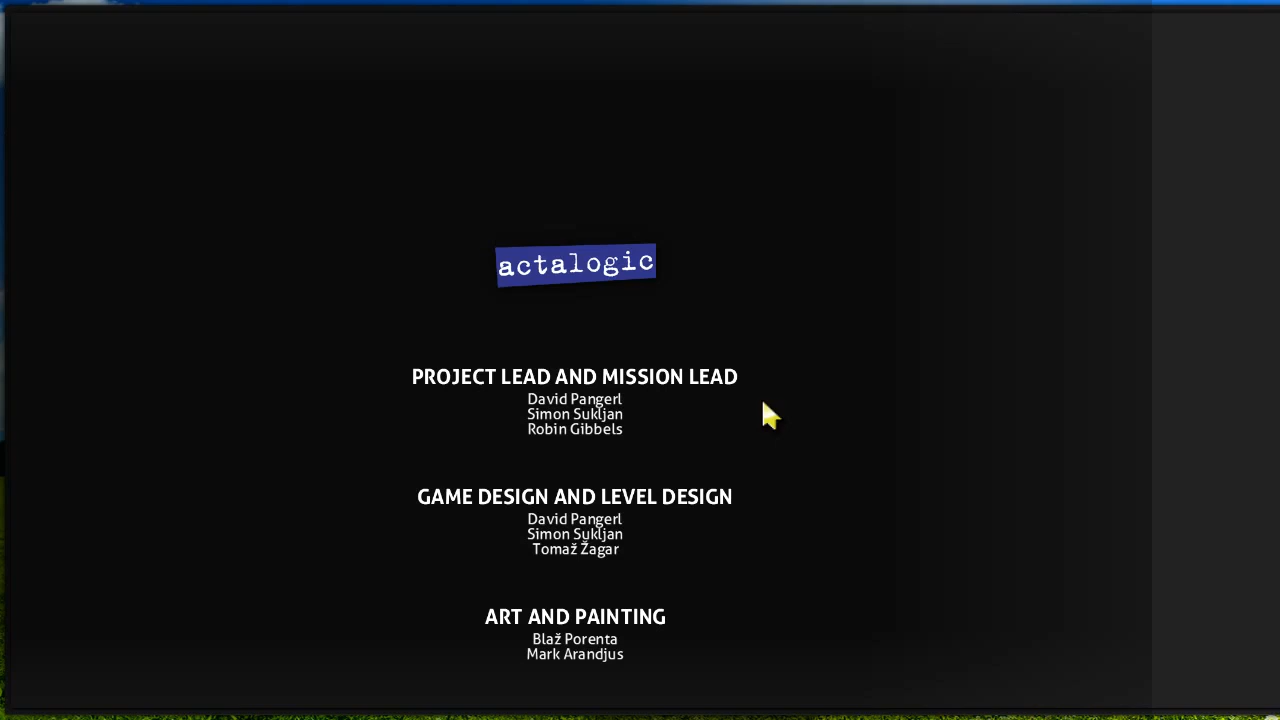 actalogic
PROJECT LEAD AND MISSION LEAD
David Pangerl
Simon Sukljan
Robin Gibbels
GAME DESIGN AND LEVEL DESIGN
David Pangerl
Simon Sukljan
Tomaž Žagar
ART AND PAINTING
Blaž Porenta
Mark Arandjus